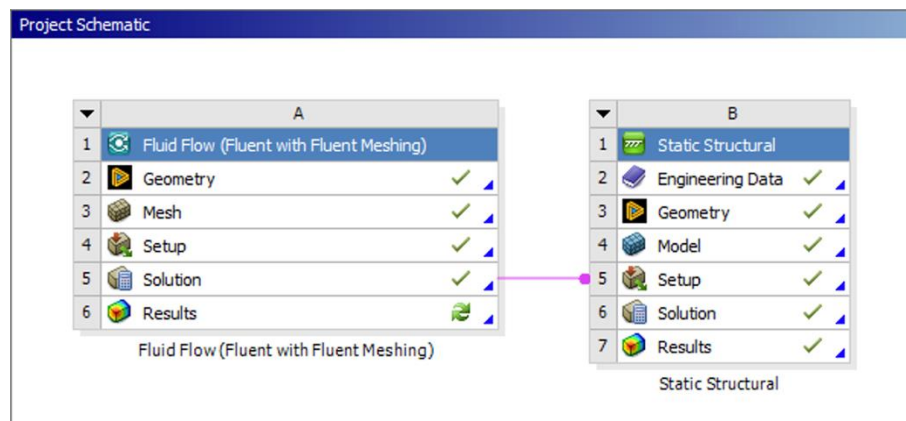 Project Schematic
A
1 Fluid Flow (Fluent with Fluent Meshing)
2 Geometry
3 Mesh
4 Setup
5 Solution
6 Results
Fluid Flow (Fluent with Fluent Meshing)
B
1 Static Structural
2 Engineering Data
3 Geometry
4 Model
5 Setup
6 Solution
7 Results
Static Structural